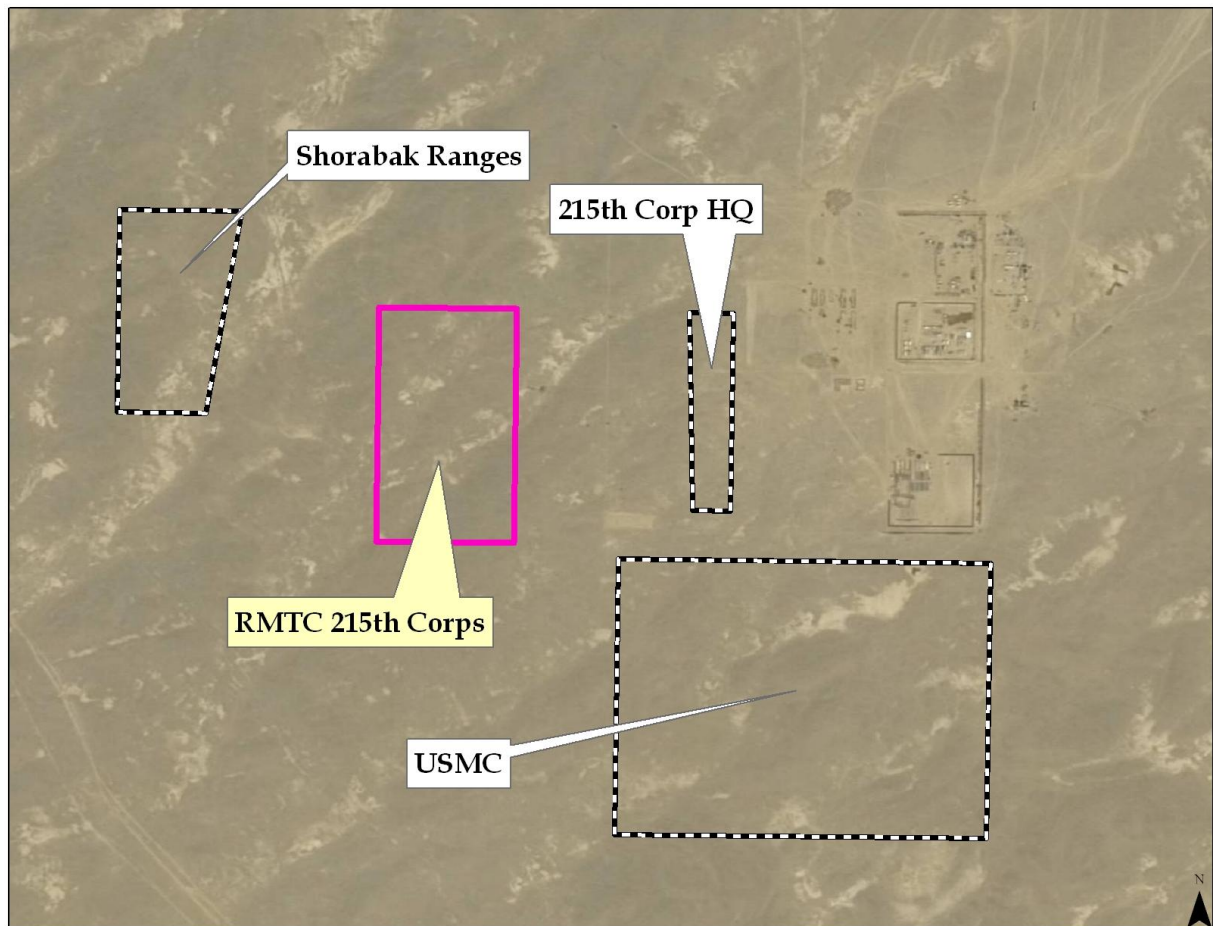 Shorabak Ranges
215th Corp HQ
RMTC 215th Corps
USMC
N